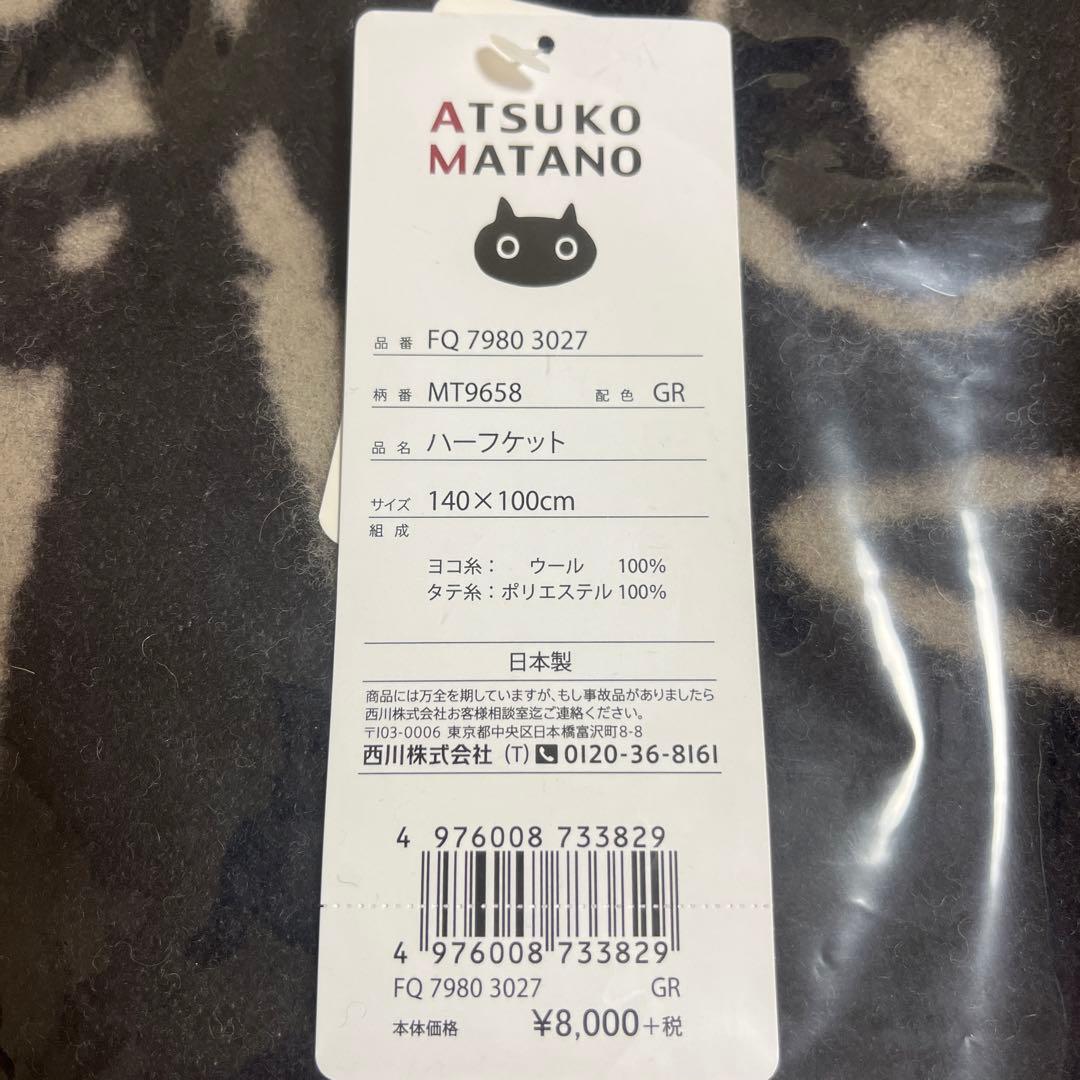 ATSUKO
MATANO
品番 FQ 7980 3027
柄番 MT9658 配色 GR
品名 ハーフケット
サイズ 140×100cm
組成
ヨコ糸： ウール 100%
タテ糸：ポリエステル 100%
日本製
商品には万全を期していますが、もし事故品がありましたら
西川株式会社お客様相談室迄ご連絡ください。
〒103-0006 東京都中央区日本橋富沢町8-8
西川株式会社 (T) 0120-36-8161
4 976008 733829
4 976008 733829
FQ 7980 3027 GR
本体価格 ¥8,000+税